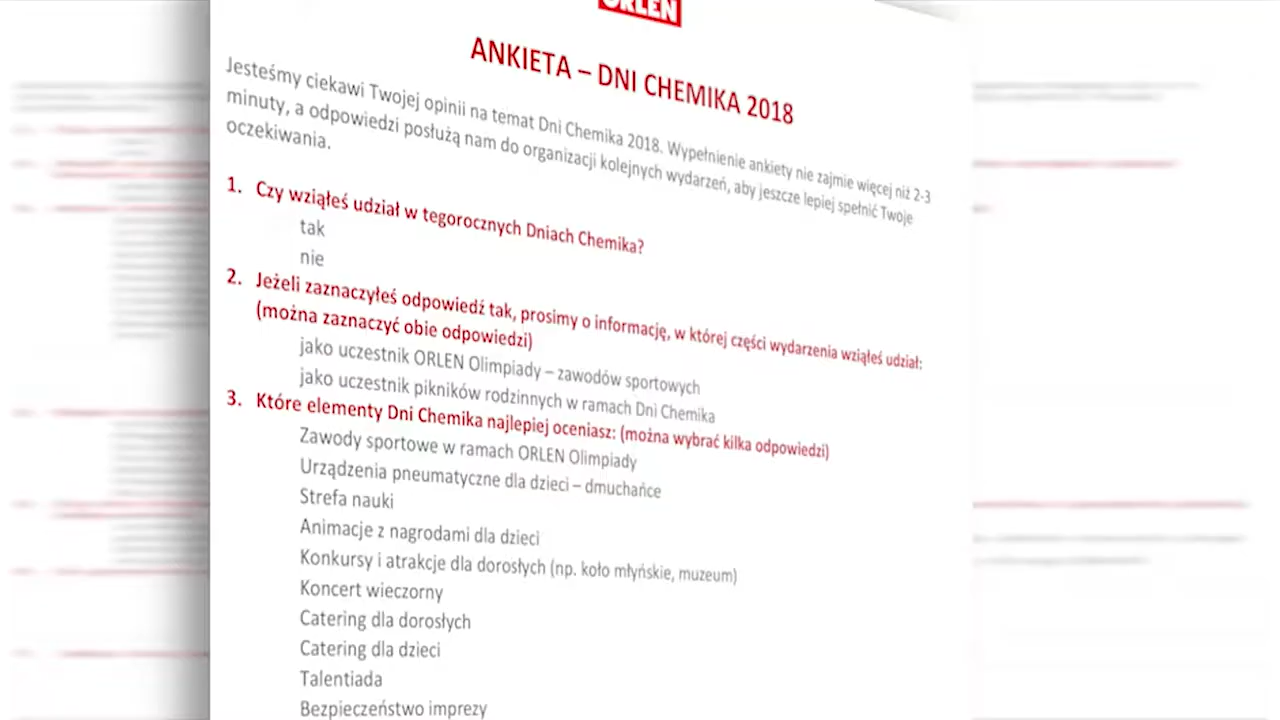 ORLEN
ANKIETA – DNI CHEMIKA 2018
Jesteśmy ciekawi Twojej opinii na temat Dni Chemika 2018. Wypełnienie ankiety nie zajmie więcej niż 2-3
minuty, a odpowiedzi posłużą nam do organizacji kolejnych wydarzeń, aby jeszcze lepiej spełnić Twoje
oczekiwania.
1. Czy wziąłeś udział w tegorocznych Dniach Chemika?
tak
nie
2. Jeżeli zaznaczyłeś odpowiedź tak, prosimy o informację, w której części wydarzenia wziąłeś udział:
(można zaznaczyć obie odpowiedzi)
jako uczestnik ORLEN Olimpiady – zawodów sportowych
jako uczestnik pikników rodzinnych w ramach Dni Chemika
3. Które elementy Dni Chemika najlepiej oceniasz: (można wybrać kilka odpowiedzi)
Zawody sportowe w ramach ORLEN Olimpiady
Urządzenia pneumatyczne dla dzieci – dmuchańce
Strefa nauki
Animacje z nagrodami dla dzieci
Konkursy i atrakcje dla dorosłych (np. koło młyńskie, muzeum)
Koncert wieczorny
Catering dla dorosłych
Catering dla dzieci
Talentiada
Bezpieczeństwo imprezy